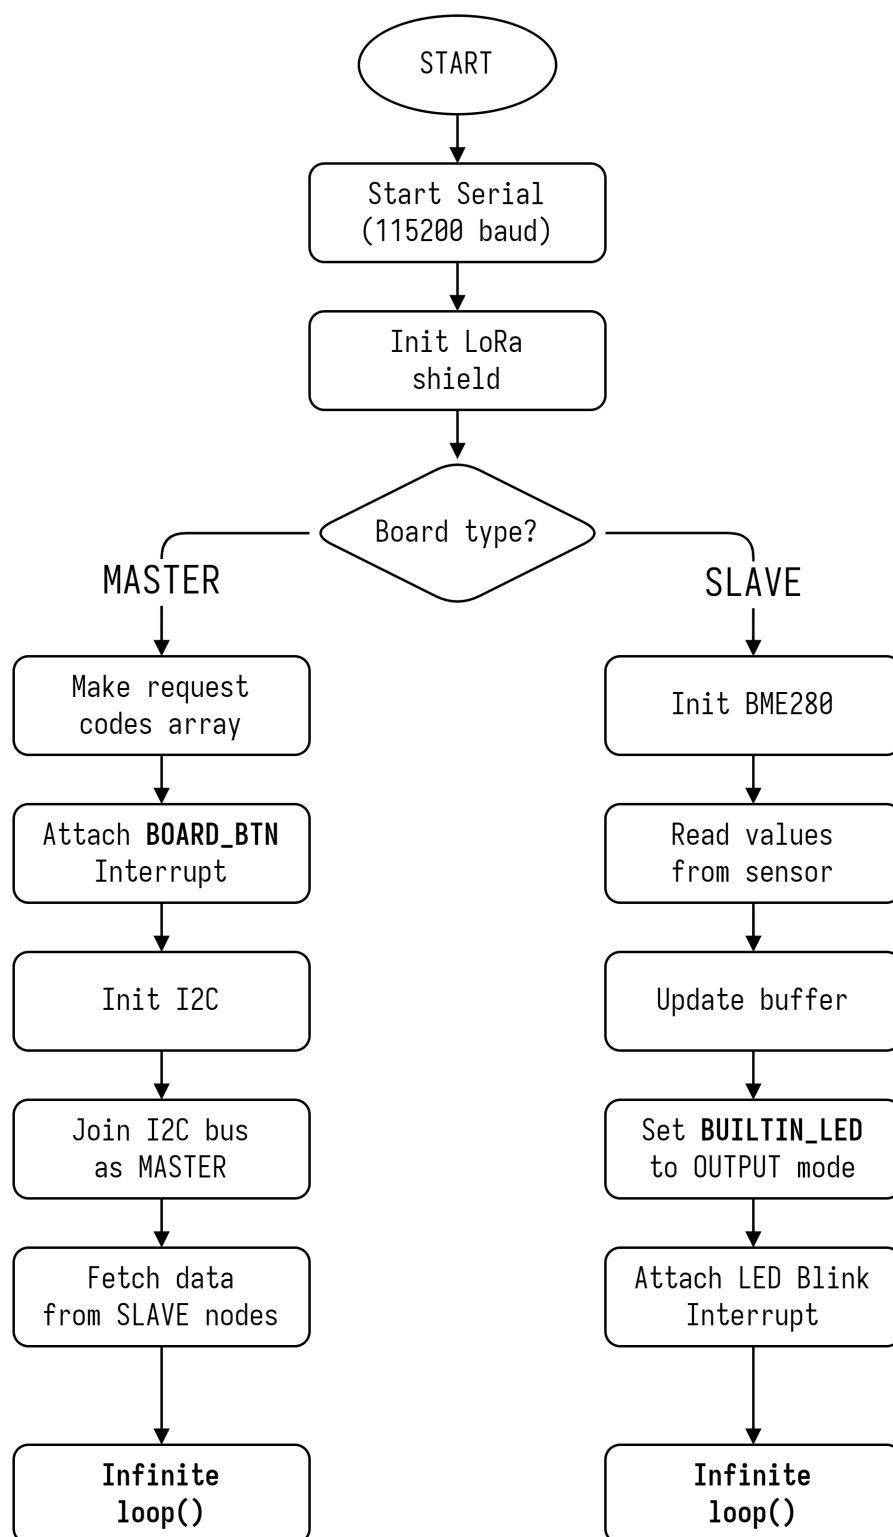 START
Start Serial
(115200 baud)
Init LoRa
shield
Board type?
MASTER
Make request
codes array
Attach BOARD_BTN
Interrupt
Init I2C
Join I2C bus
as MASTER
Fetch data
from SLAVE nodes
Infinite
loop()
SLAVE
Init BME280
Read values
from sensor
Update buffer
Set BUILTIN_LED
to OUTPUT mode
Attach LED Blink
Interrupt
Infinite
loop()